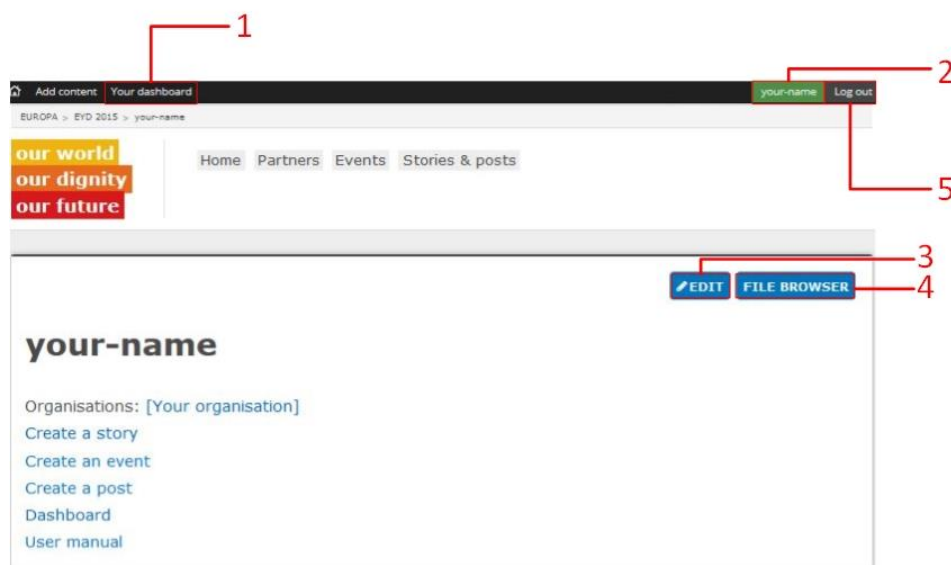 1
2
Add content Your dashboard your-name Log out
EUROPA > EYD 2015 > your-name
our world
our dignity
our future
Home Partners Events Stories & posts
5
3
EDIT FILE BROWSER
4
your-name
Organisations: [Your organisation]
Create a story
Create an event
Create a post
Dashboard
User manual